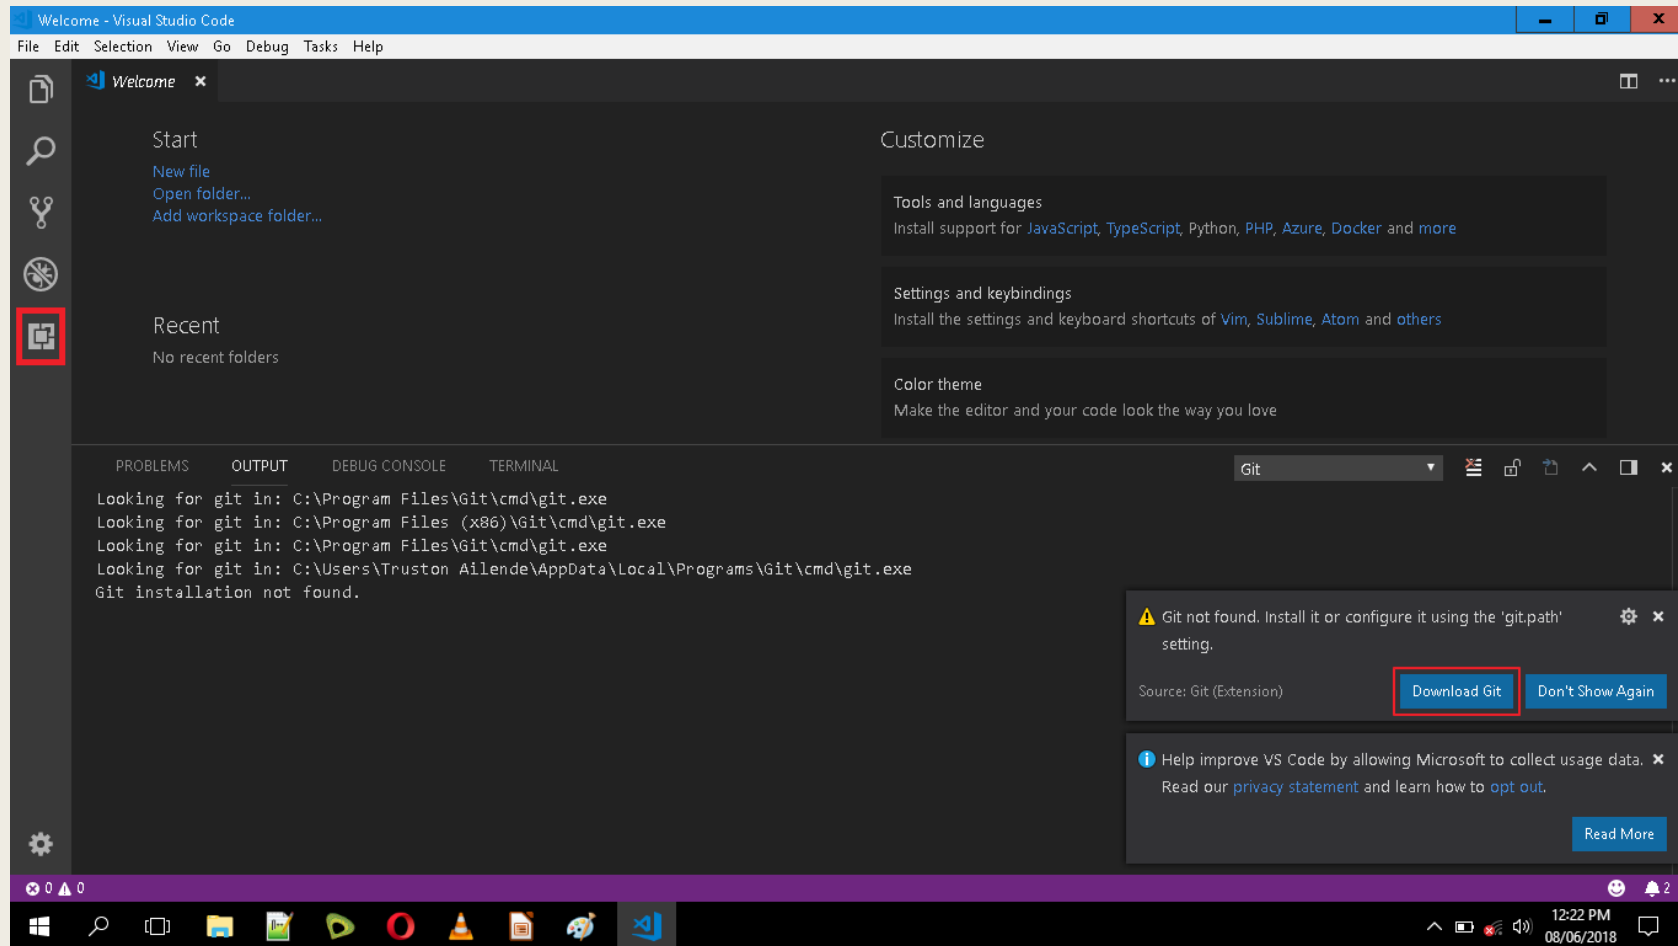 Welcome - Visual Studio Code
File Edit Selection View Go Debug Tasks Help
Welcome
Start
New file
Open folder...
Add workspace folder...
Recent
No recent folders
Customize
Tools and languages
Install support for JavaScript, TypeScript, Python, PHP, Azure, Docker and more
Settings and keybindings
Install the settings and keyboard shortcuts of Vim, Sublime, Atom and others
Color theme
Make the editor and your code look the way you love
PROBLEMS OUTPUT DEBUG CONSOLE TERMINAL
Git
Looking for git in: C:\Program Files\Git\cmd\git.exe
Looking for git in: C:\Program Files (x86)\Git\cmd\git.exe
Looking for git in: C:\Program Files\Git\cmd\git.exe
Looking for git in: C:\Users\Truston Ailende\AppData\Local\Programs\Git\cmd\git.exe
Git installation not found.
Git not found. Install it or configure it using the 'git.path'
setting.
Source: Git (Extension)
Download Git
Don't Show Again
Help improve VS Code by allowing Microsoft to collect usage data.
Read our privacy statement and learn how to opt out.
Read More
0 0
2
12:22 PM
08/06/2018